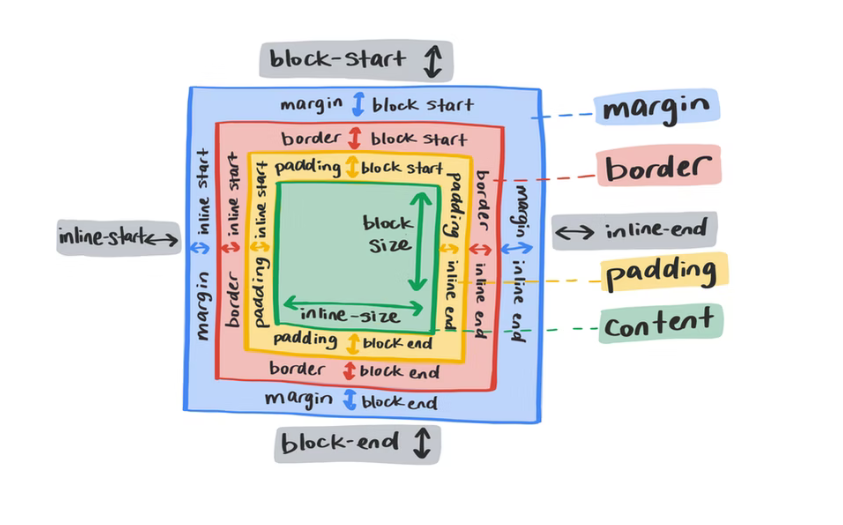 block-start
margin block start
margin
border block start
border
padding block start
inline-start
margin inline start
border inline start
padding inline start
block
size
inline-size
padding inline end
border inline end
margin inline end
inline-end
padding
content
padding block end
border block end
margin block end
block-end